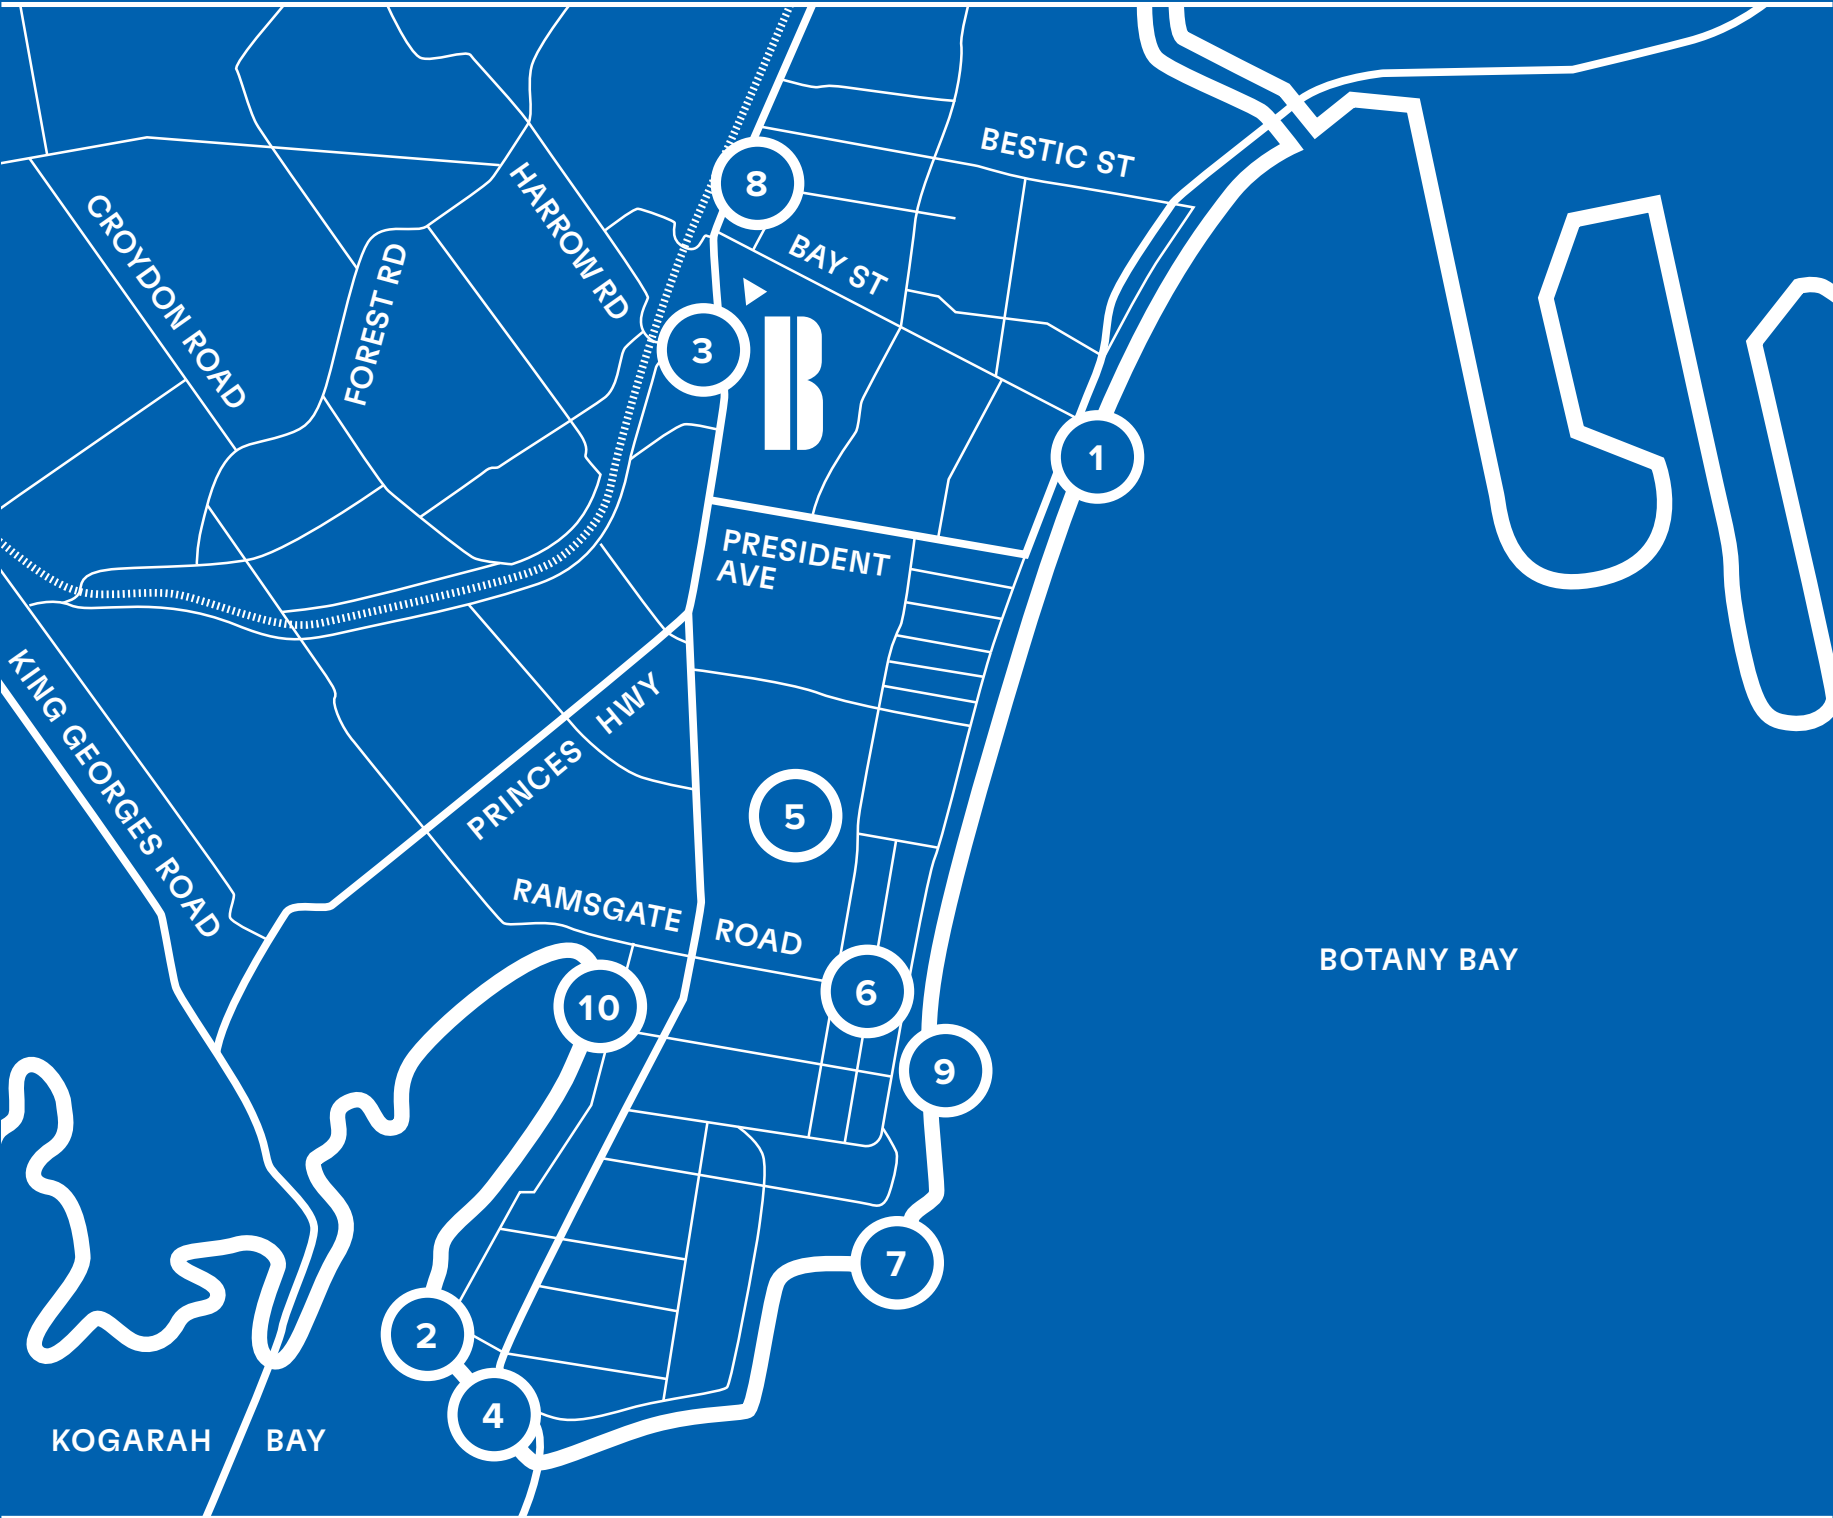 BESTIC ST
8
HARROW RD
CROYDON ROAD
FOREST RD
BAY ST
3
B
1
PRESIDENT
AVE
KING GEORGES ROAD
PRINCES HWY
5
RAMSGATE ROAD
BOTANY BAY
6
10
9
7
2
4
KOGARAH BAY